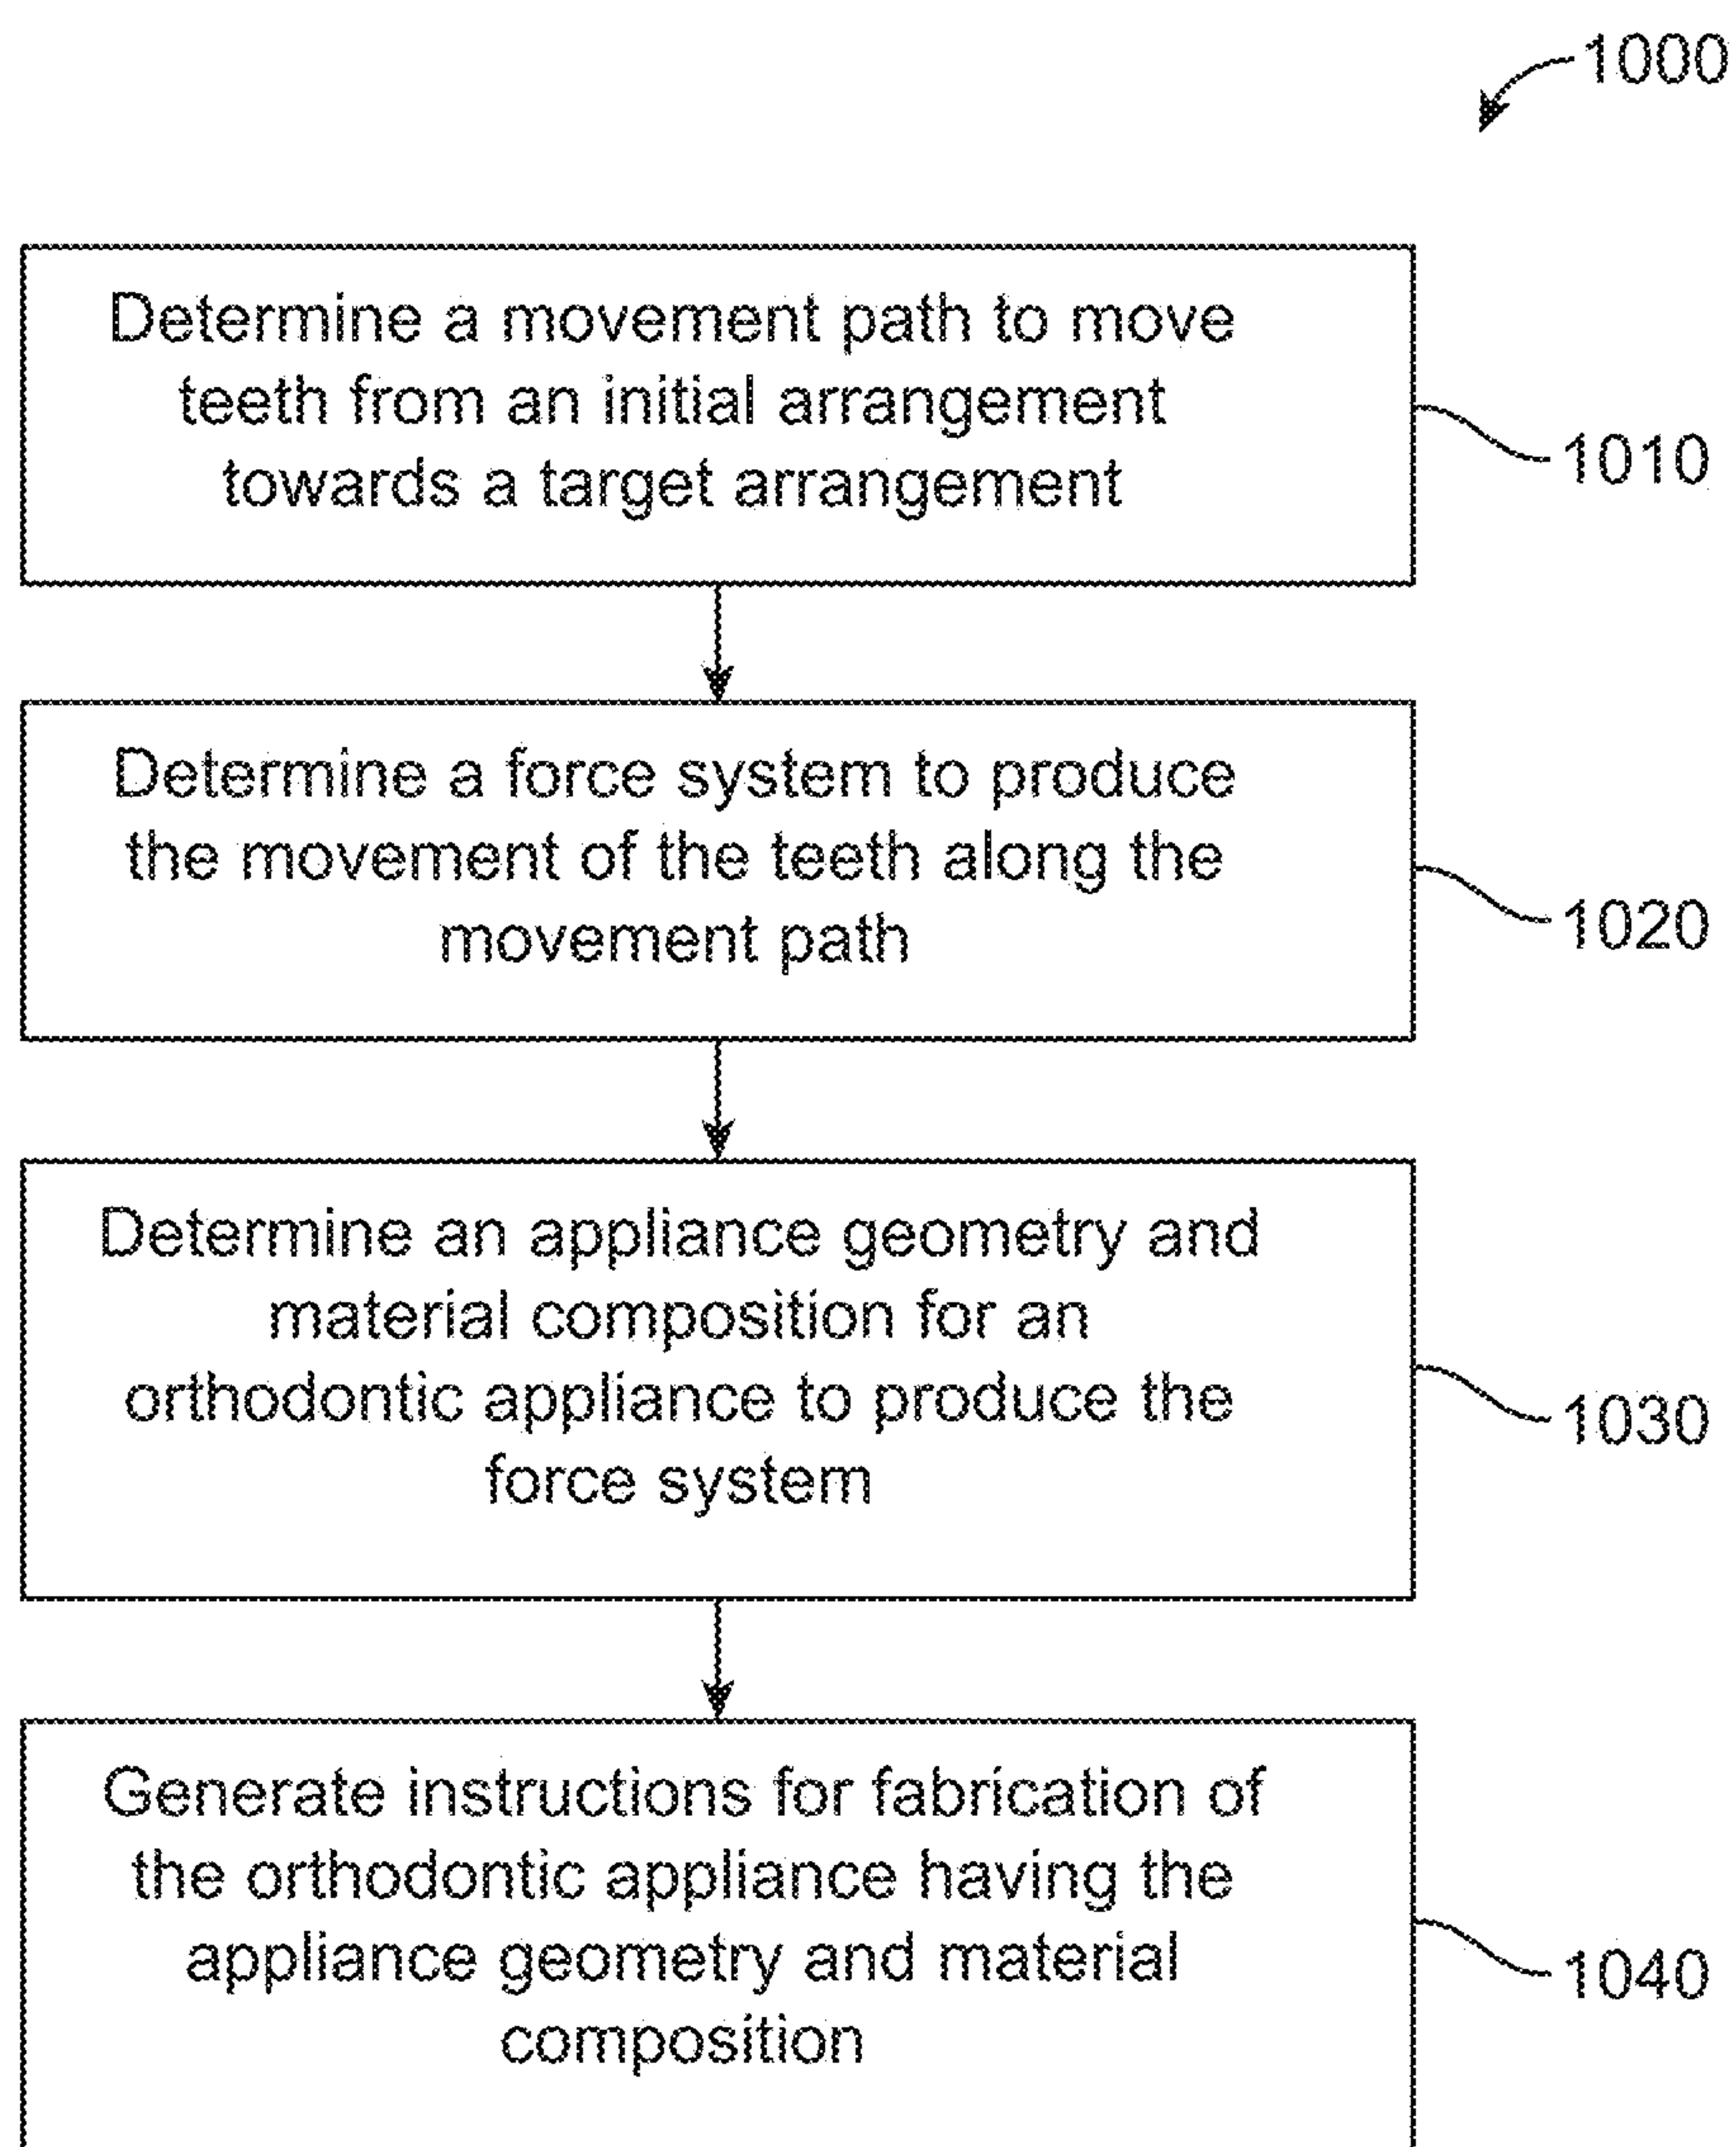 1000
Determine a movement path to move
teeth from an initial arrangement
towards a target arrangement
1010
Determine a force system to produce
the movement of the teeth along the
movement path
1020
Determine an appliance geometry and
material composition for an
orthodontic appliance to produce the
force system
1030
Generate instructions for fabrication of
the orthodontic appliance having the
appliance geometry and material
composition
1040